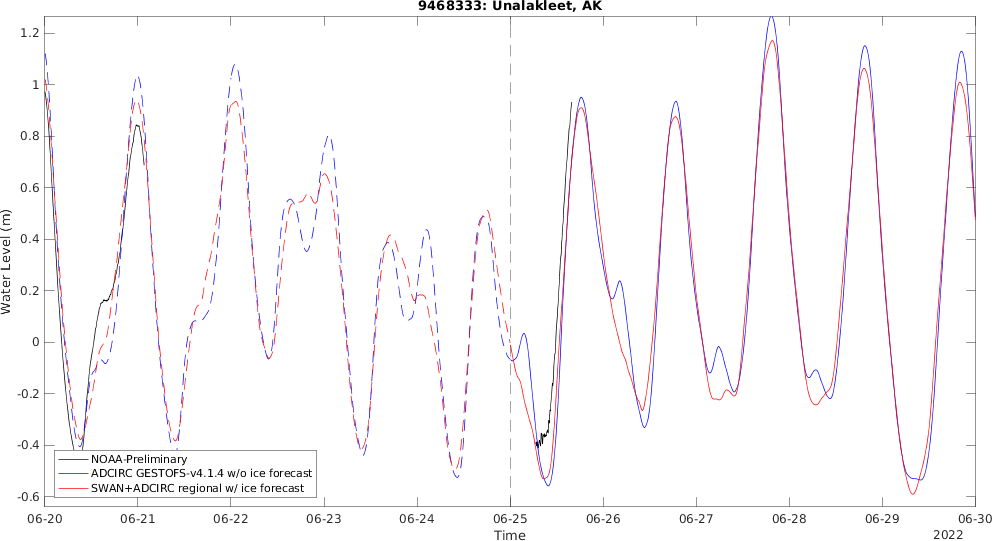 9468333: Unalakleet, AK
1.2
1
0.8
0.6
0.4
0.2
0
-0.2
-0.4
-0.6
Water Level (m)
NOAA-Preliminary
ADCIRC GESTOFS-v4.1.4 w/o ice forecast
SWAN+ADCIRC regional w/ ice forecast
06-20 06-21 06-22 06-23 06-24 06-25 06-26 06-27 06-28 06-29 06-30
Time
2022